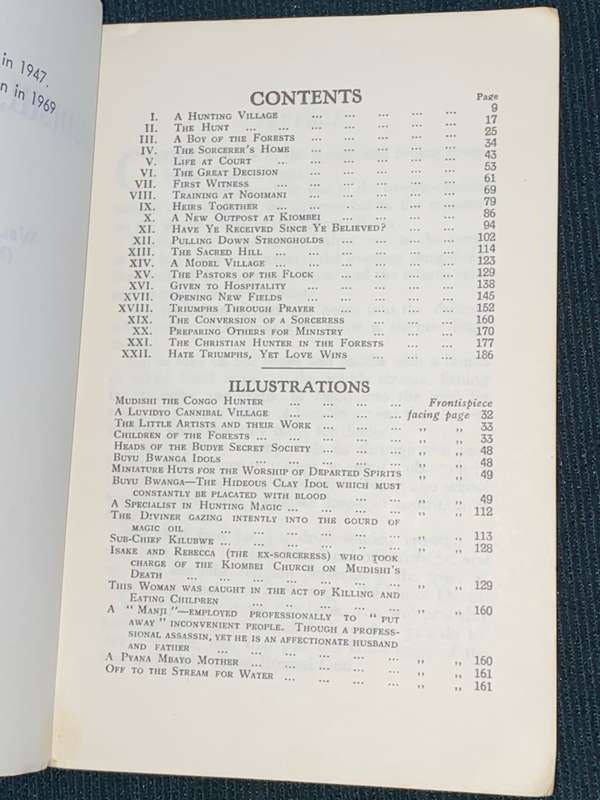 in 1947.
n in 1969
CONTENTS
Page
I. A Hunting Village ... ... ... ... ... 9
II. The Hunt ... ... ... ... ... ... 17
III. A Boy of the Forests ... ... ... ... ... 25
IV. The Sorcerer's Home ... ... ... ... ... 34
V. Life at Court ... ... ... ... ... ... 43
VI. The Great Decision ... ... ... ... ... 53
VII. First Witness ... ... ... ... ... ... 61
VIII. Training at Ngoimani ... ... ... ... ... 69
IX. Heirs Together ... ... ... ... ... ... 79
X. A New Outpost at Kiombei ... ... ... ... 86
XI. Have Ye Received Since Ye Believed? ... ... 94
XII. Pulling Down Strongholds ... ... ... ... 102
XIII. The Sacred Hill ... ... ... ... ... 114
XIV. A Model Village ... ... ... ... ... 123
XV. The Pastors of the Flock ... ... ... ... 129
XVI. Given to Hospitality ... ... ... ... ... 138
XVII. Opening New Fields ... ... ... ... ... 145
XVIII. Triumphs Through Prayer ... ... ... ... 152
XIX. The Conversion of a Sorceress ... ... ... 160
XX. Preparing Others for Ministry ... ... ... 170
XXI. The Christian Hunter in the Forests ... ... 177
XXII. Hate Triumphs, Yet Love Wins ... ... ... 186
ILLUSTRATIONS
Mudishi the Congo Hunter ... ... ... ... Frontispiece
A Luvidyo Cannibal Village ... ... ... ... facing page 32
The Little Artists and their Work ... ... ... „ „ 33
Children of the Forests ... ... ... ... ... „ „ 33
Heads of the Budye Secret Society ... ... ... „ „ 48
Buyu Bwanga Idols ... ... ... ... ... „ „ 48
Miniature Huts for the Worship of Departed Spirits „ „ 49
Buyu Bwanga—The Hideous Clay Idol which must
constantly be placated with blood ... ... „ „ 49
A Specialist in Hunting Magic ... ... ... ... „ „ 112
The Diviner gazing intently into the gourd of
magic oil ... ... ... ... ... ... „ „ 113
Sub-Chief Kilubwe ... ... ... ... ... „ „ 128
Isake and Rebecca (the ex-sorceress) who took
charge of the Kiombei Church on Mudishi's
Death ... ... ... ... ... ... „ „ 129
This Woman was caught in the act of Killing and
Eating Children ... ... ... ... ... „ „ 160
A "Manji"—employed professionally to "put
away" inconvenient people. Though a profes-
sional assassin, yet he is an affectionate husband
and father ... ... ... ... ... ... „ „ 160
A Pyana Mbayo Mother ... ... ... ... ... „ „ 161
Off to the Stream for Water ... ... ... ... „ „ 161